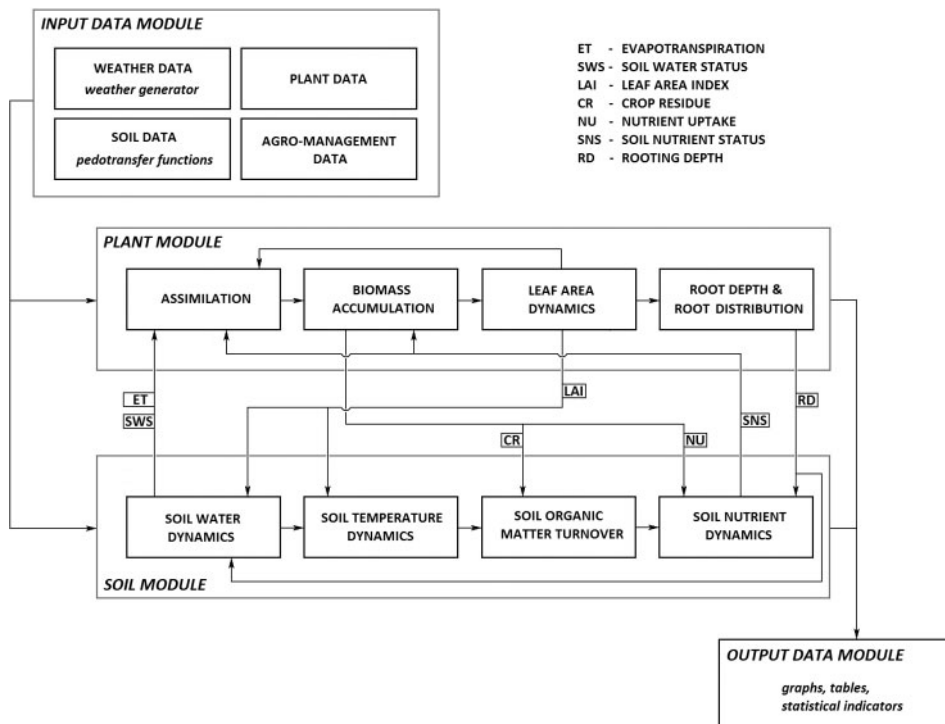 INPUT DATA MODULE
WEATHER DATA
weather generator
PLANT DATA
SOIL DATA
pedotransfer functions
AGRO-MANAGEMENT
DATA
ET - EVAPOTRANSPIRATION
SWS - SOIL WATER STATUS
LAI - LEAF AREA INDEX
CR - CROP RESIDUE
NU - NUTRIENT UPTAKE
SNS - SOIL NUTRIENT STATUS
RD - ROOTING DEPTH
PLANT MODULE
ASSIMILATION
BIOMASS
ACCUMULATION
LEAF AREA
DYNAMICS
ROOT DEPTH &
ROOT DISTRIBUTION
ET
SWS
LAI
CR
NU
SNS
RD
SOIL WATER
DYNAMICS
SOIL TEMPERATURE
DYNAMICS
SOIL ORGANIC
MATTER TURNOVER
SOIL NUTRIENT
DYNAMICS
SOIL MODULE
OUTPUT DATA MODULE
graphs, tables,
statistical indicators